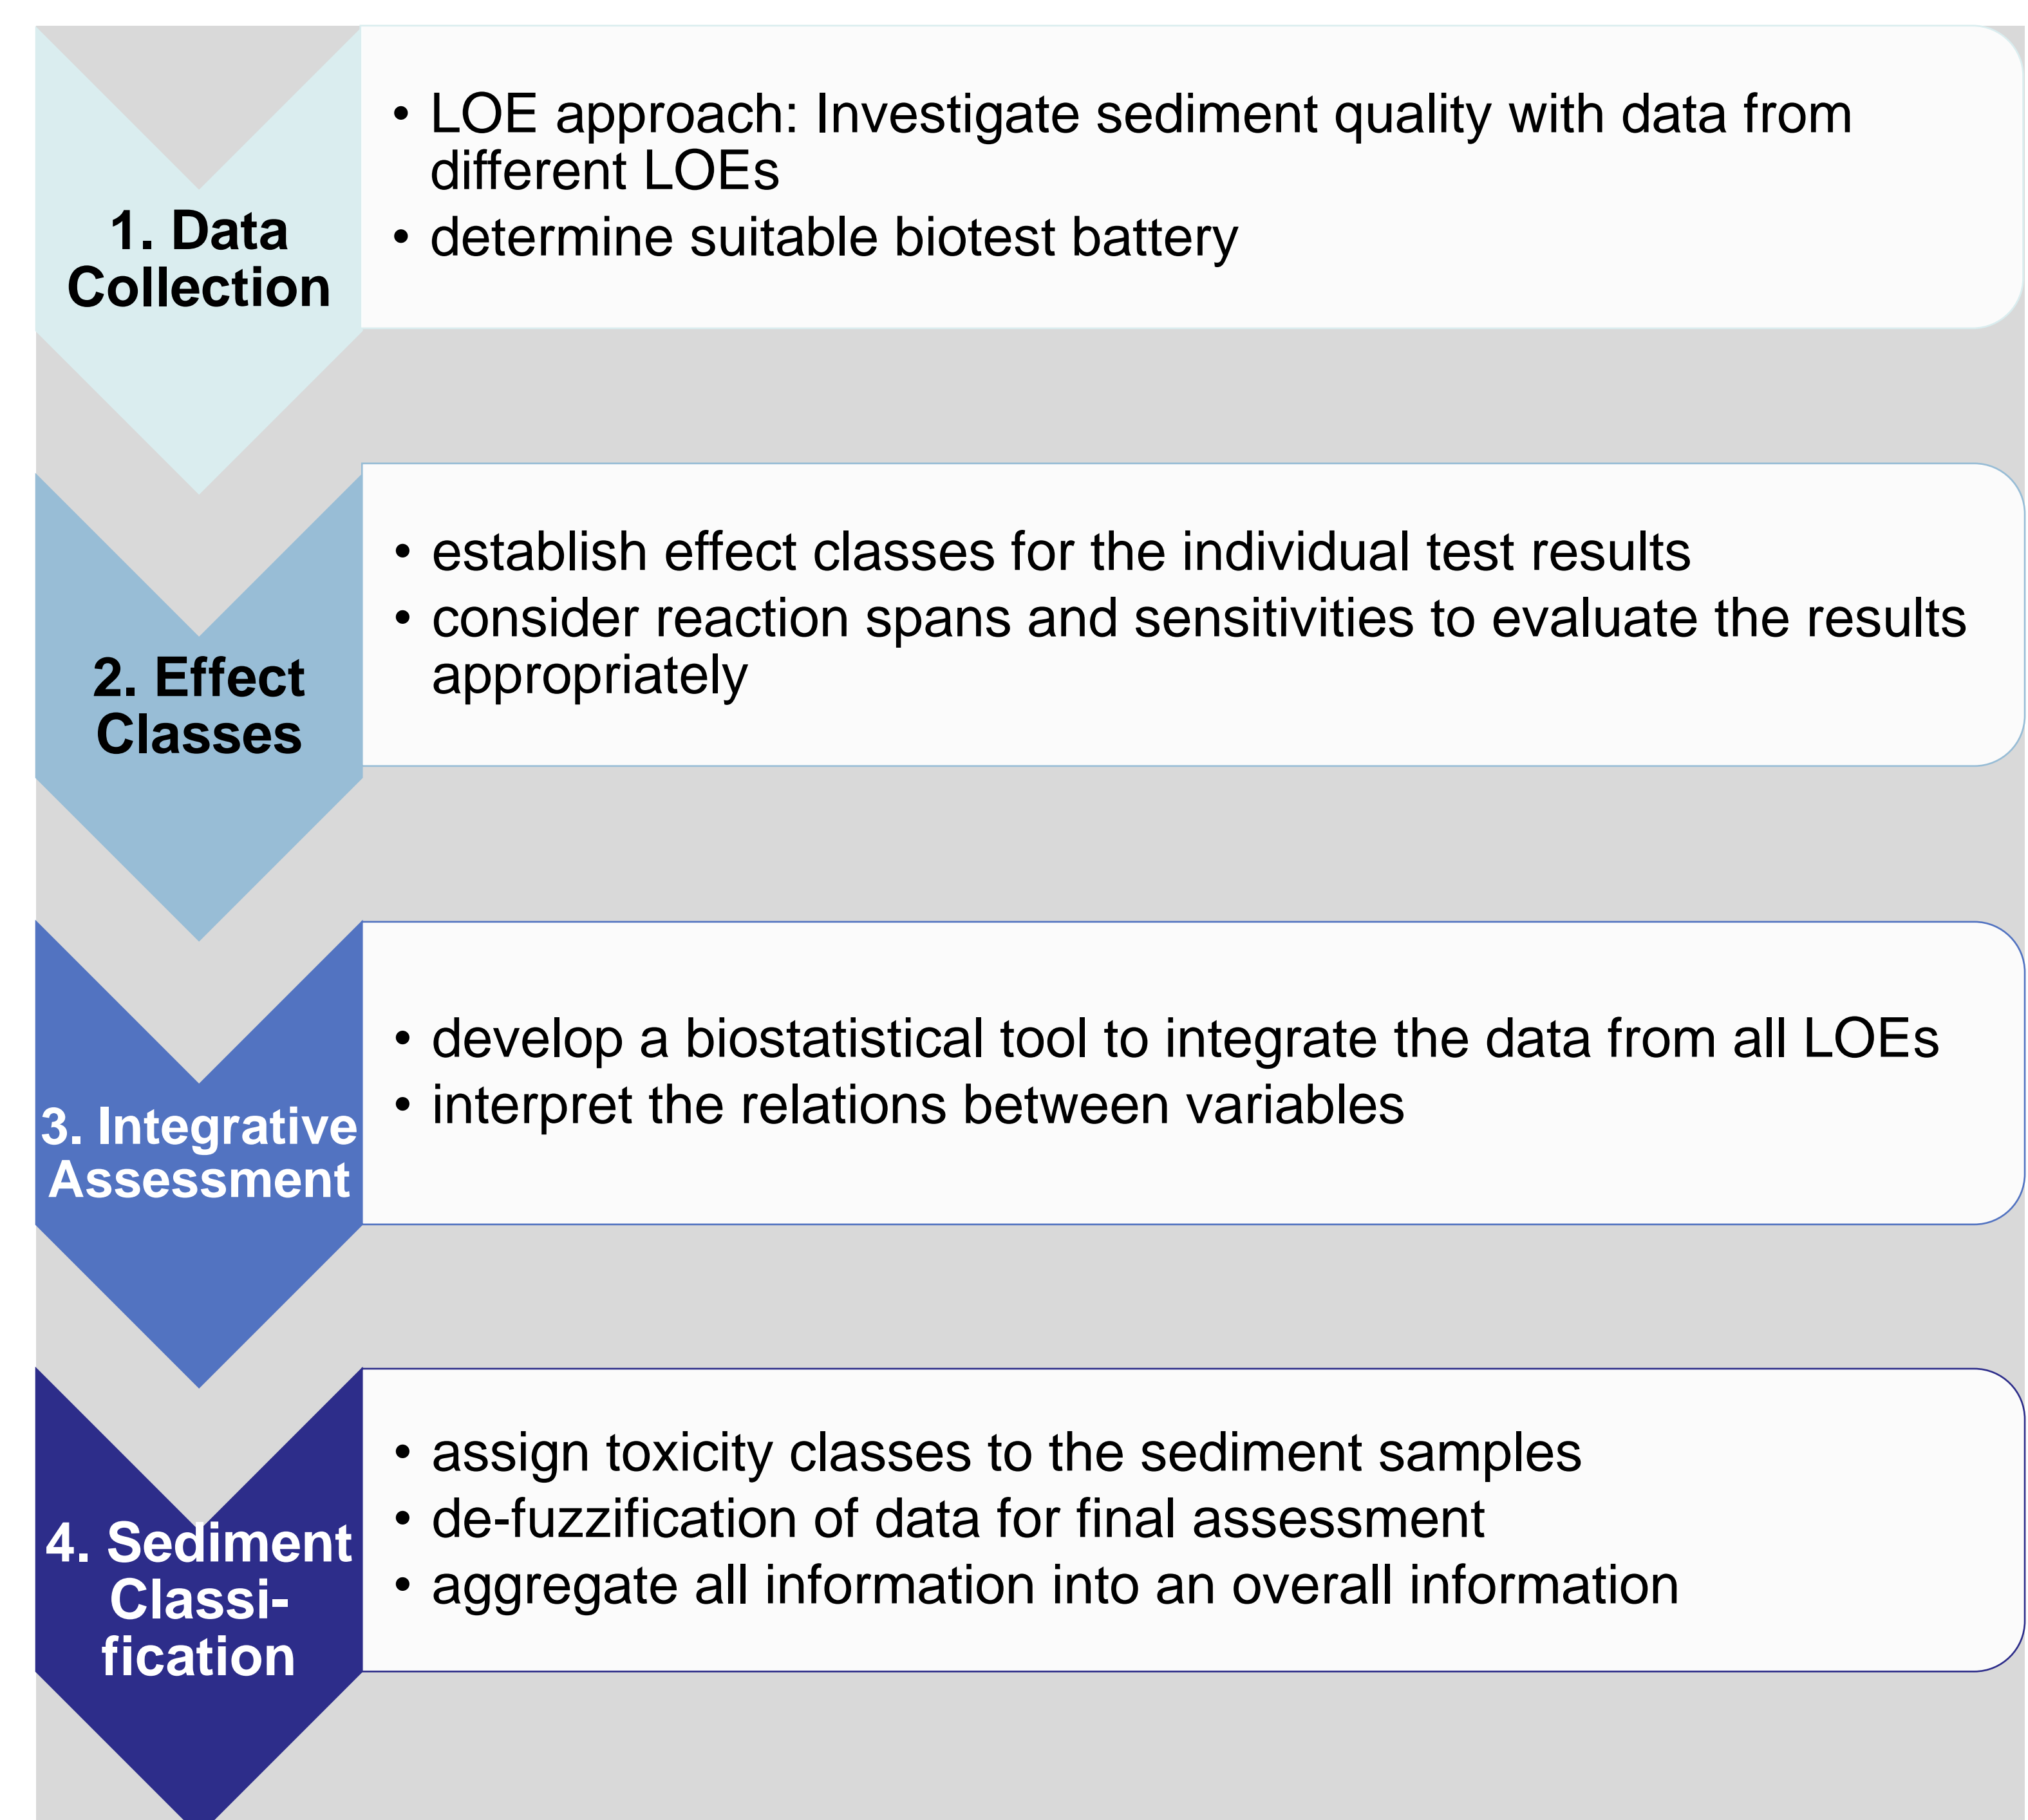 1. Data
Collection
• LOE approach: Investigate sediment quality with data from
different LOEs
• determine suitable biotest battery
2. Effect
Classes
• establish effect classes for the individual test results
• consider reaction spans and sensitivities to evaluate the results
appropriately
3. Integrative
Assessment
• develop a biostatistical tool to integrate the data from all LOEs
• interpret the relations between variables
4. Sediment
Classi-
fication
• assign toxicity classes to the sediment samples
• de-fuzzification of data for final assessment
• aggregate all information into an overall information